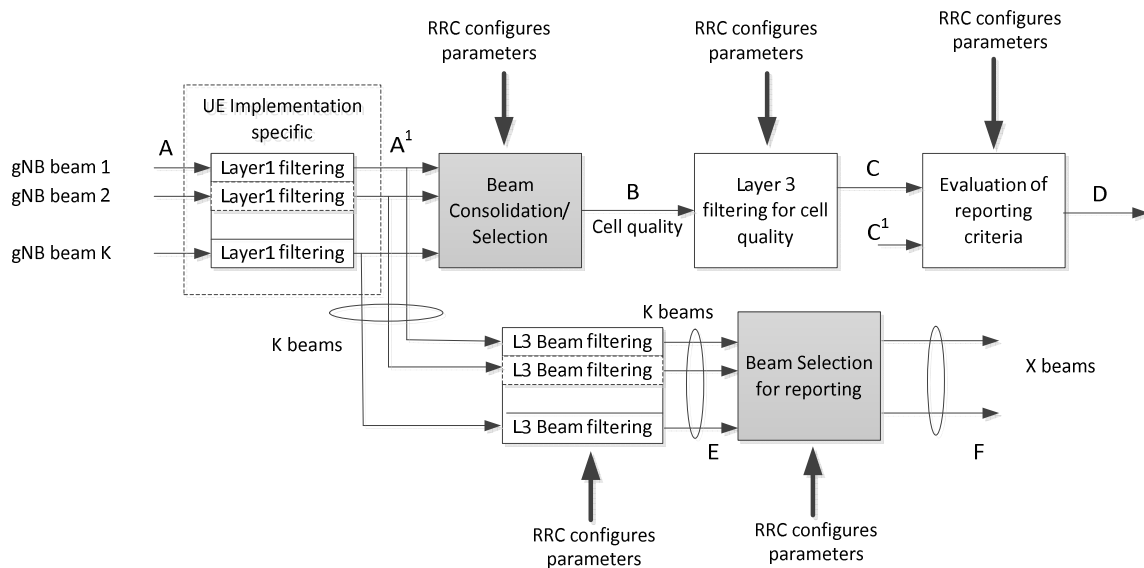 RRC configures
parameters
RRC configures
parameters
RRC configures
parameters
UE Implementation
specific
A
A1
gNB beam 1
Layer1 filtering
gNB beam 2
Layer1 filtering
gNB beam K
Layer1 filtering
Beam
Consolidation/
Selection
B
Cell quality
Layer 3
filtering for cell
quality
C
C1
Evaluation of
reporting
criteria
D
K beams
L3 Beam filtering
L3 Beam filtering
L3 Beam filtering
K beams
E
Beam Selection
for reporting
X beams
F
RRC configures
parameters
RRC configures
parameters